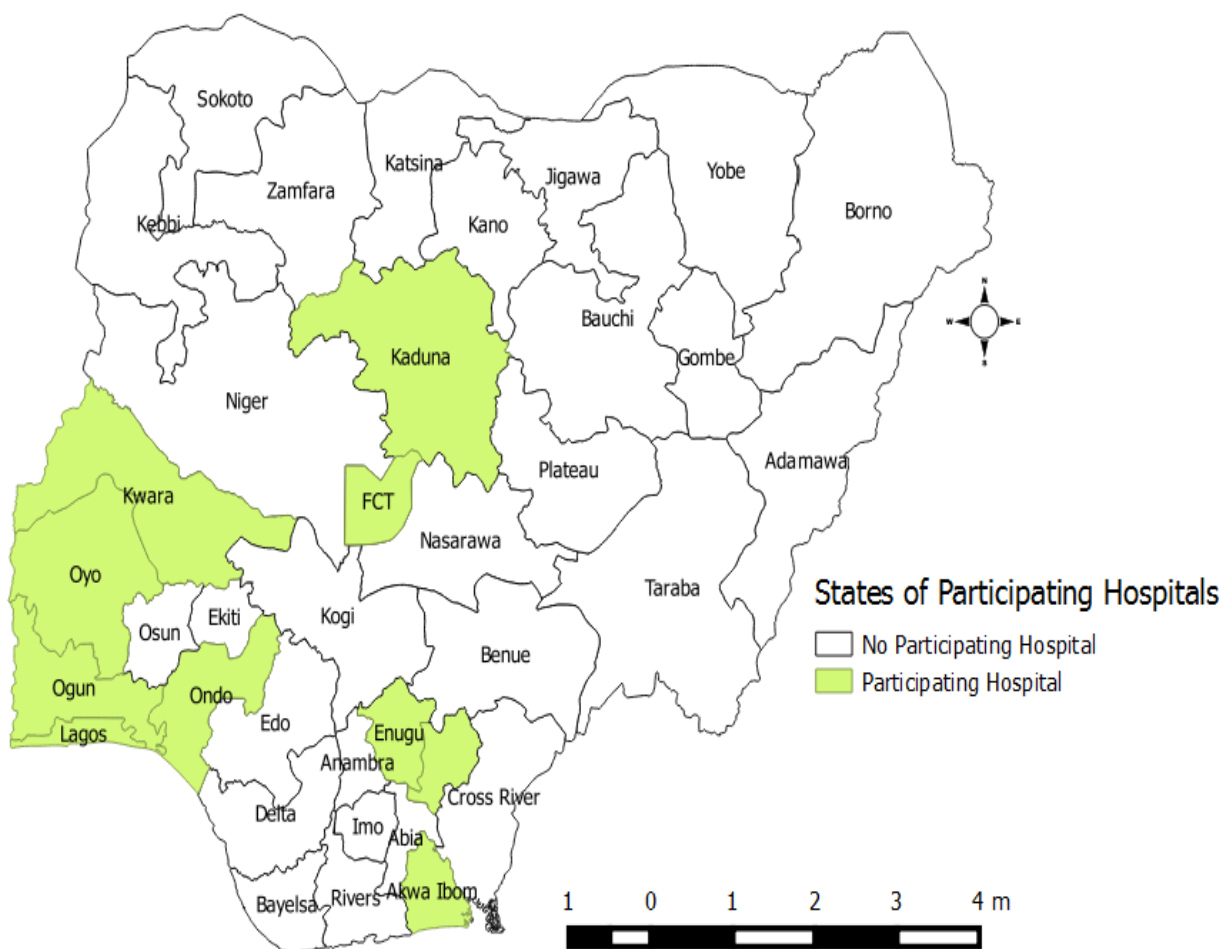 Sokoto
Katsina
Zamfara
Jigawa
Yobe
Kebbi
Kano
Borno
N
W E
S
Bauchi
Kaduna
Gombe
Niger
Adamawa
Plateau
Kwara
FCT
Nasarawa
Oyo
Taraba
States of Participating Hospitals
Ekiti
Kogi
Osun
No Participating Hospital
Benue
Participating Hospital
Ogun
Ondo
Edo
Lagos
Enugu
Anambra
Cross River
Delta
Imo
Abia
Akwa Ibom
Rivers
Bayelsa
1 0 1 2 3 4 m